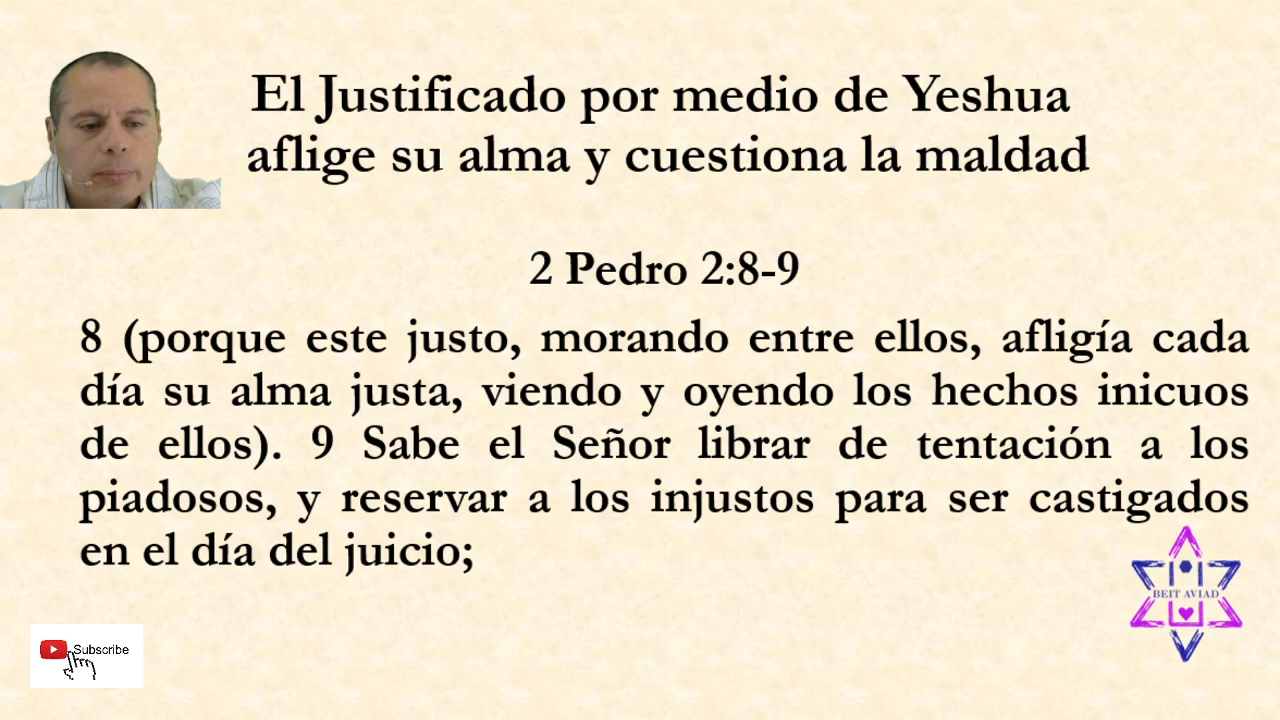 El Justificado por medio de Yeshua
aflige su alma y cuestiona la maldad
2 Pedro 2:8-9
8 (porque este justo, morando entre ellos, afligía cada
día su alma justa, viendo y oyendo los hechos inicuos
de ellos). 9 Sabe el Señor librar de tentación a los
piadosos, y reservar a los injustos para ser castigados
en el día del juicio;
BEIT AVIAD
Subscribe